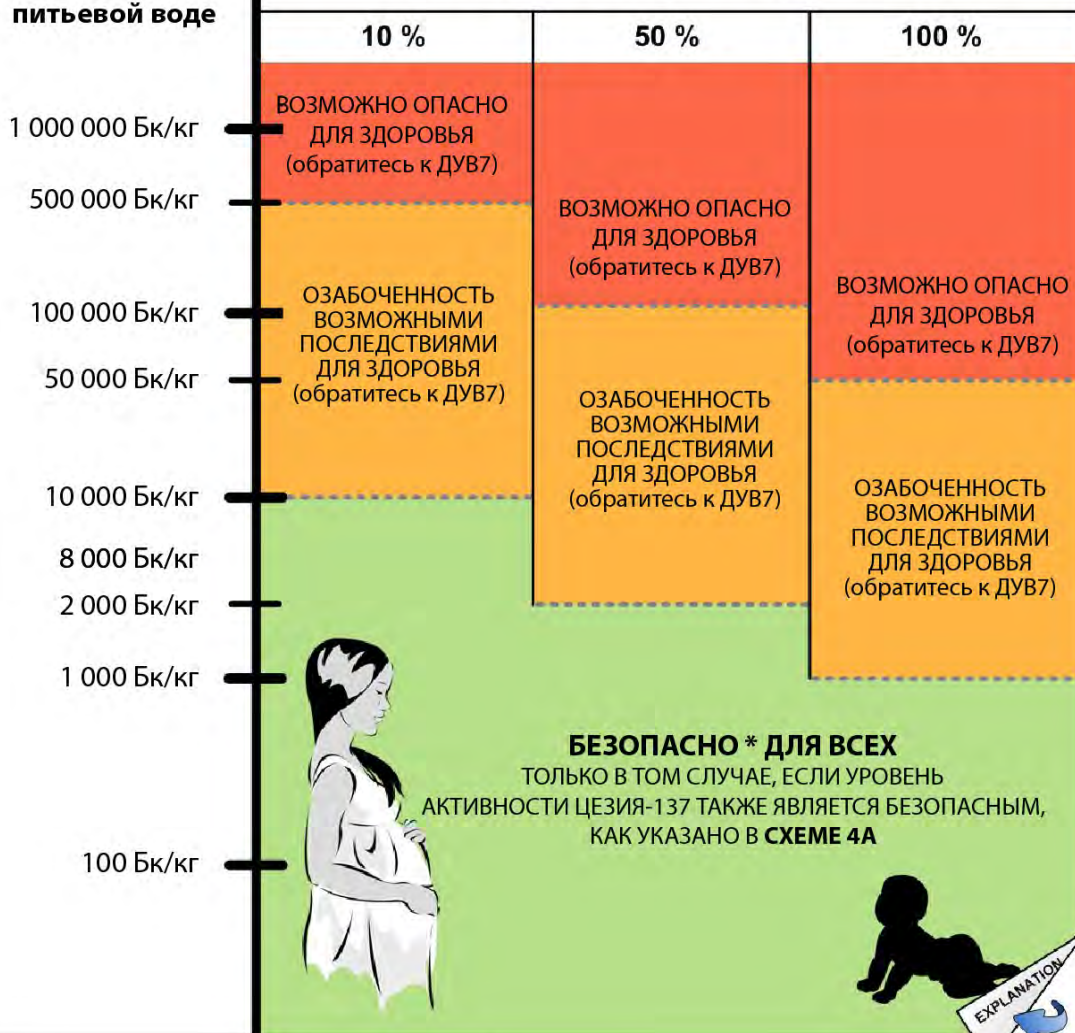 питьевой воде
10 %
50 %
100 %
1 000 000 Бк/кг
500 000 Бк/кг
100 000 Бк/кг
50 000 Бк/кг
10 000 Бк/кг
8 000 Бк/кг
2 000 Бк/кг
1 000 Бк/кг
100 Бк/кг
ВОЗМОЖНО ОПАСНО
ДЛЯ ЗДОРОВЬЯ
(обратитесь к ДУВ7)
ОЗАБОЧЕННОСТЬ
ВОЗМОЖНЫМИ
ПОСЛЕДСТВИЯМИ
ДЛЯ ЗДОРОВЬЯ
(обратитесь к ДУВ7)
ВОЗМОЖНО ОПАСНО
ДЛЯ ЗДОРОВЬЯ
(обратитесь к ДУВ7)
ОЗАБОЧЕННОСТЬ
ВОЗМОЖНЫМИ
ПОСЛЕДСТВИЯМИ
ДЛЯ ЗДОРОВЬЯ
(обратитесь к ДУВ7)
ВОЗМОЖНО ОПАСНО
ДЛЯ ЗДОРОВЬЯ
(обратитесь к ДУВ7)
ОЗАБОЧЕННОСТЬ
ВОЗМОЖНЫМИ
ПОСЛЕДСТВИЯМИ
ДЛЯ ЗДОРОВЬЯ
(обратитесь к ДУВ7)
БЕЗОПАСНО * ДЛЯ ВСЕХ
ТОЛЬКО В ТОМ СЛУЧАЕ, ЕСЛИ УРОВЕНЬ
АКТИВНОСТИ ЦЕЗИЯ-137 ТАКЖЕ ЯВЛЯЕТСЯ БЕЗОПАСНЫМ,
КАК УКАЗАНО В СХЕМЕ 4А
EXPLANATION